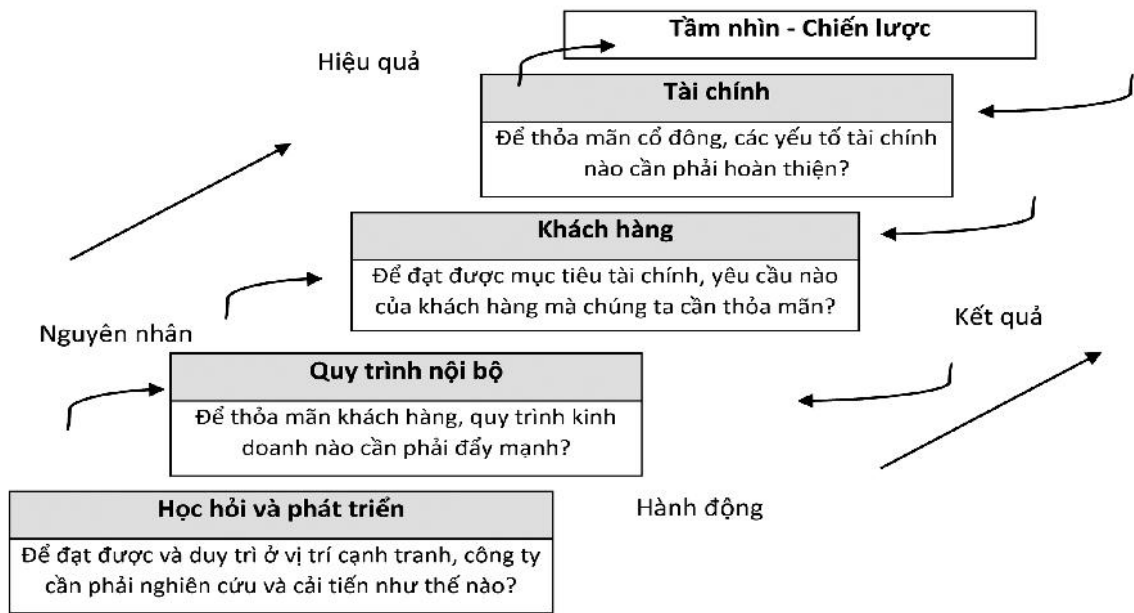 Tầm nhìn - Chiến lược
Hiệu quả
Tài chính
Để thỏa mãn cổ đông, các yếu tố tài chính
nào cần phải hoàn thiện?
Khách hàng
Để đạt được mục tiêu tài chính, yêu cầu nào
của khách hàng mà chúng ta cần thỏa mãn?
Nguyên nhân
Kết quả
Quy trình nội bộ
Để thỏa mãn khách hàng, quy trình kinh
doanh nào cần phải đẩy mạnh?
Học hỏi và phát triển
Hành động
Để đạt được và duy trì ở vị trí cạnh tranh, công ty
cần phải nghiên cứu và cải tiến như thế nào?